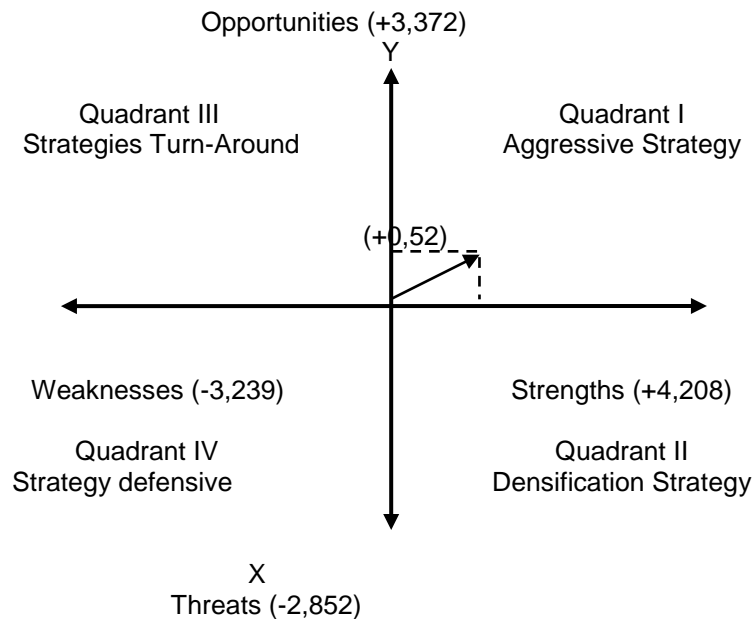 Opportunities (+3,372)
Y
Quadrant III
Strategies Turn-Around
Quadrant I
Aggressive Strategy
(+0,52)
Weaknesses (-3,239)
Strengths (+4,208)
Quadrant IV
Strategy defensive
Quadrant II
Densification Strategy
X
Threats (-2,852)